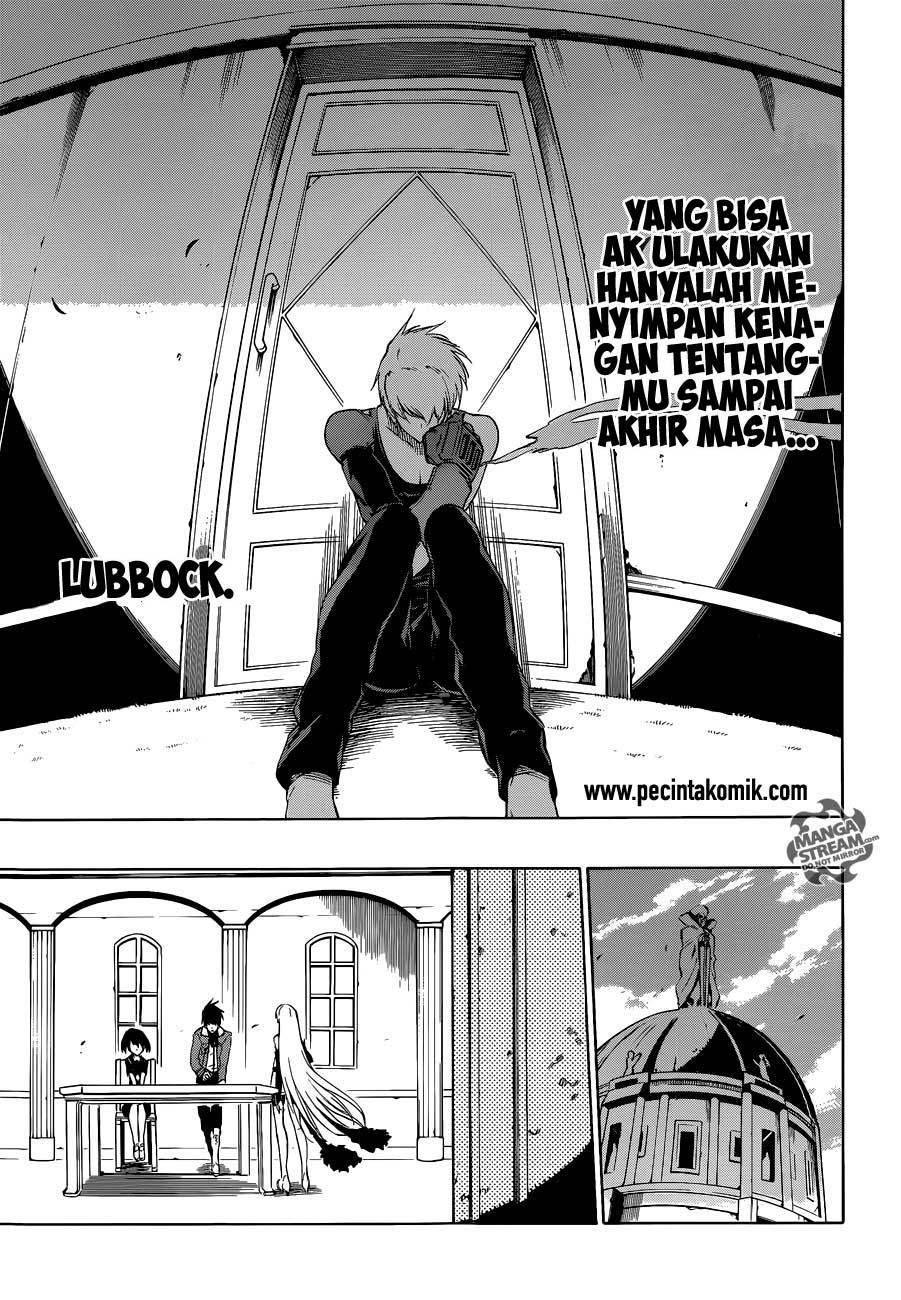 YANG BISA
AK ULAKUKAN
HANYALAH ME-
NYIMPAN KENA-
GAN TENTANG-
MU SAMPAI
AKHIR MASA...
LUBBOCK.
www.pecintakomik.com
MANGA
STREAM.com
DO NOT MIRROR